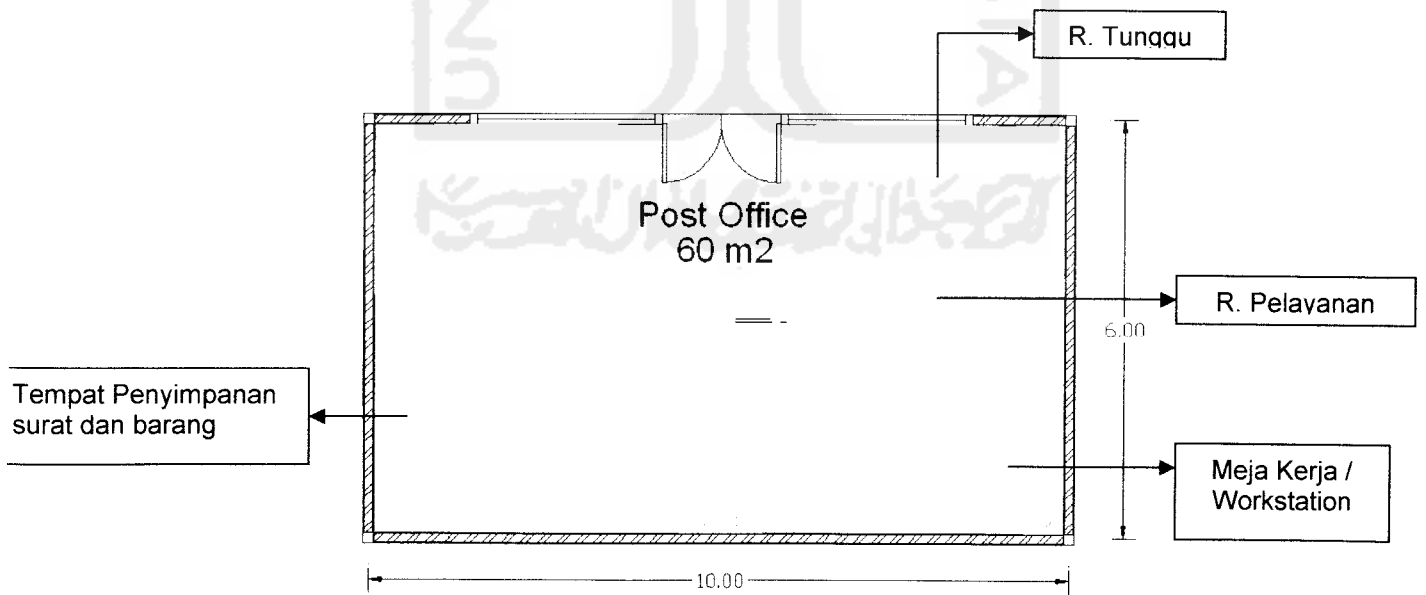 R. Tunggu
Post Office
60 m2
R. Pelayanan
6.00
Tempat Penyimpanan
surat dan barang
Meja Kerja /
Workstation
10.00